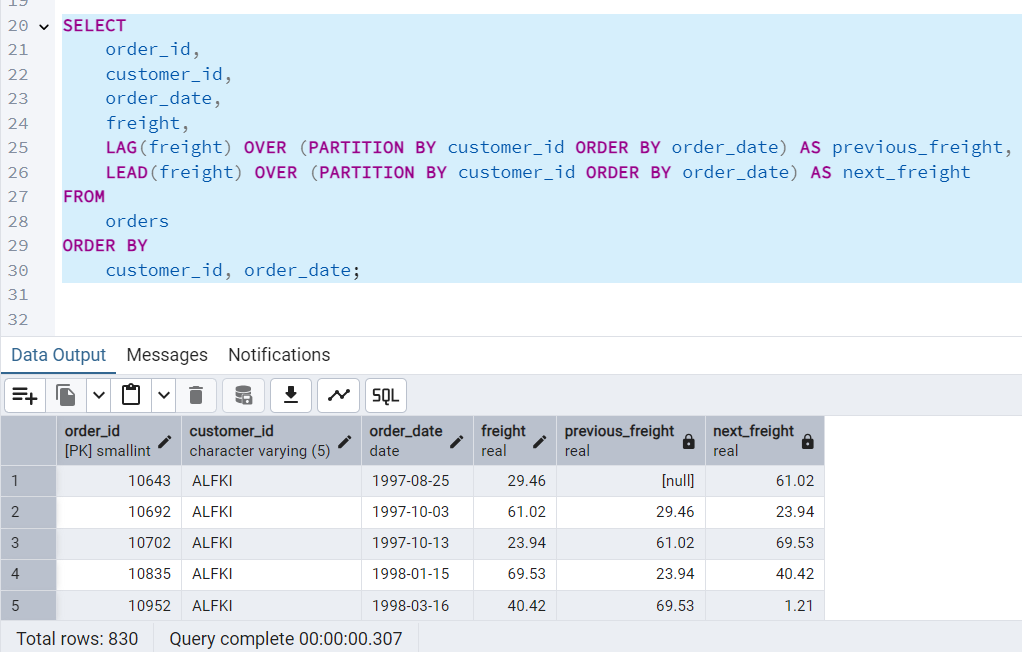 19
20 SELECT
21 order_id,
22 customer_id,
23 order_date,
24 freight,
25 LAG(freight) OVER (PARTITION BY customer_id ORDER BY order_date) AS previous_freight,
26 LEAD(freight) OVER (PARTITION BY customer_id ORDER BY order_date) AS next_freight
27 FROM
28 orders
29 ORDER BY
30 customer_id, order_date;
31
32
Data Output Messages Notifications
SQL
order_id customer_id order_date freight previous_freight next_freight
[PK] smallint character varying (5) date real real real
1 10643 ALFKI 1997-08-25 29.46 [null] 61.02
2 10692 ALFKI 1997-10-03 61.02 29.46 23.94
3 10702 ALFKI 1997-10-13 23.94 61.02 69.53
4 10835 ALFKI 1998-01-15 69.53 23.94 40.42
5 10952 ALFKI 1998-03-16 40.42 69.53 1.21
Total rows: 830 Query complete 00:00:00.307